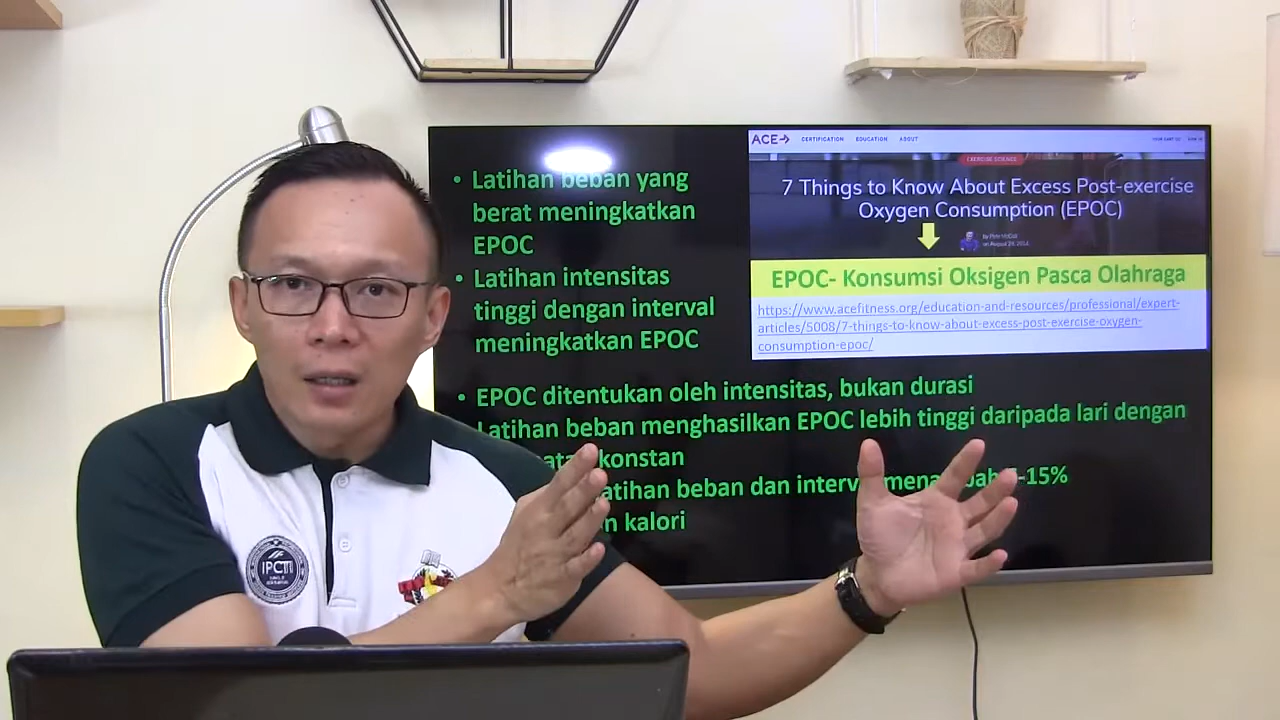 • Latihan beban yang
berat meningkatkan
EPOC
• Latihan intensitas
tinggi dengan interval
meningkatkan EPOC
ACE
CERTIFICATION EDUCATION ABOUT
EXERCISE SCIENCE
7 Things to Know About Excess Post-exercise
Oxygen Consumption (EPOC)
by Pete McCall
EPOC- Konsumsi Oksigen Pasca Olahraga
https://www.acefitness.org/education-and-resources/professional/expert-
articles/5008/7-things-to-know-about-excess-post-exercise-oxygen-
consumption-epoc/
• EPOC ditentukan oleh intensitas, bukan durasi
Latihan beban menghasilkan EPOC lebih tinggi daripada lari dengan
konstan
latihan beban dan interval -15%
kalori
IPCTI